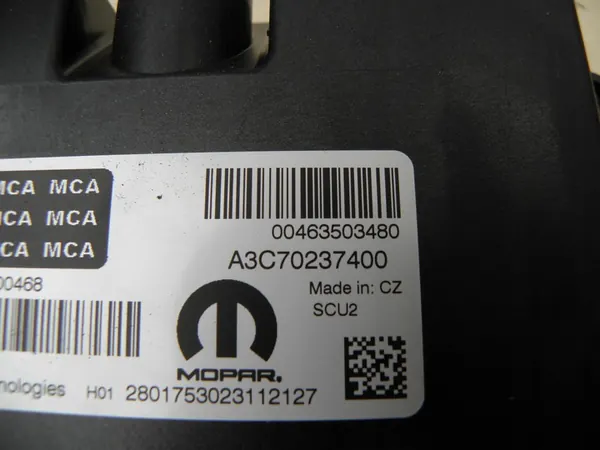 MCA MCA
MCA MCA
MCA MCA
00463503480
A3C70237400
Made in: CZ
SCU2
00468
MOPAR.
nologies H01 2801753023112127